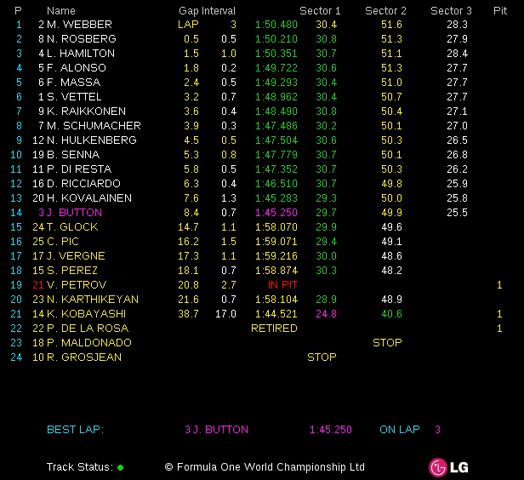 P Name Gap Interval Sector 1 Sector 2 Sector 3 Pit
1 2 M. WEBBER LAP 3 1:50.480 30.4 51.6 28.3
2 8 N. ROSBERG 0.5 0.5 1:50.210 30.8 51.3 27.9
3 4 L. HAMILTON 1.5 1.0 1:50.351 30.7 51.1 28.4
4 5 F. ALONSO 1.8 0.2 1:49.722 30.6 51.3 27.7
5 6 F. MASSA 2.4 0.5 1:49.293 30.4 51.0 27.7
6 1 S. VETTEL 3.2 0.7 1:48.962 30.4 50.7 27.7
7 9 K. RAIKKONEN 3.6 0.4 1:48.490 30.8 50.4 27.1
8 7 M. SCHUMACHER 3.9 0.3 1:47.486 30.2 50.1 27.0
9 12 N. HULKENBERG 4.5 0.5 1:47.504 30.6 50.3 26.5
10 19 B. SENNA 5.3 0.8 1:47.779 30.7 50.1 26.8
11 11 P. DI RESTA 5.8 0.5 1:47.352 30.7 50.3 26.2
12 16 D. RICCIARDO 6.3 0.4 1:46.510 30.7 49.8 25.9
13 20 H. KOVALAINEN 7.6 1.3 1:45.283 29.3 50.0 25.8
14 3 J. BUTTON 8.4 0.7 1:45.250 29.7 49.9 25.5
15 24 T. GLOCK 14.7 1.1 1:58.070 29.9 49.6
16 25 C. PIC 16.2 1.5 1:59.071 29.4 49.1
17 17 J. VERGNE 17.3 1.1 1:59.216 30.0 48.6
18 15 S. PEREZ 18.1 0.7 1:58.874 30.3 48.2
19 21 V. PETROV 20.8 2.7 IN PIT 1
20 23 N. KARTHIKEYAN 21.6 0.7 1:58.104 28.9 48.9
21 14 K. KOBAYASHI 38.7 17.0 1:44.521 24.8 40.6 1
22 22 P. DE LA ROSA RETIRED 1
23 18 P. MALDONADO STOP
24 10 R. GROSJEAN STOP
BEST LAP: 3 J. BUTTON 1:45.250 ON LAP 3
Track Status: © Formula One World Championship Ltd LG